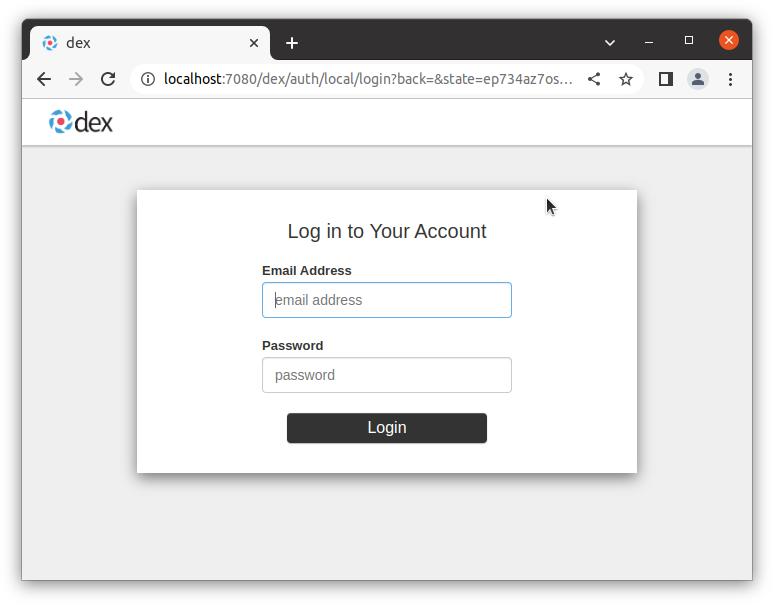 dex
localhost:7080/dex/auth/local/login?back=&state=ep734az7os…
dex
Log in to Your Account
Email Address
email address
Password
password
Login